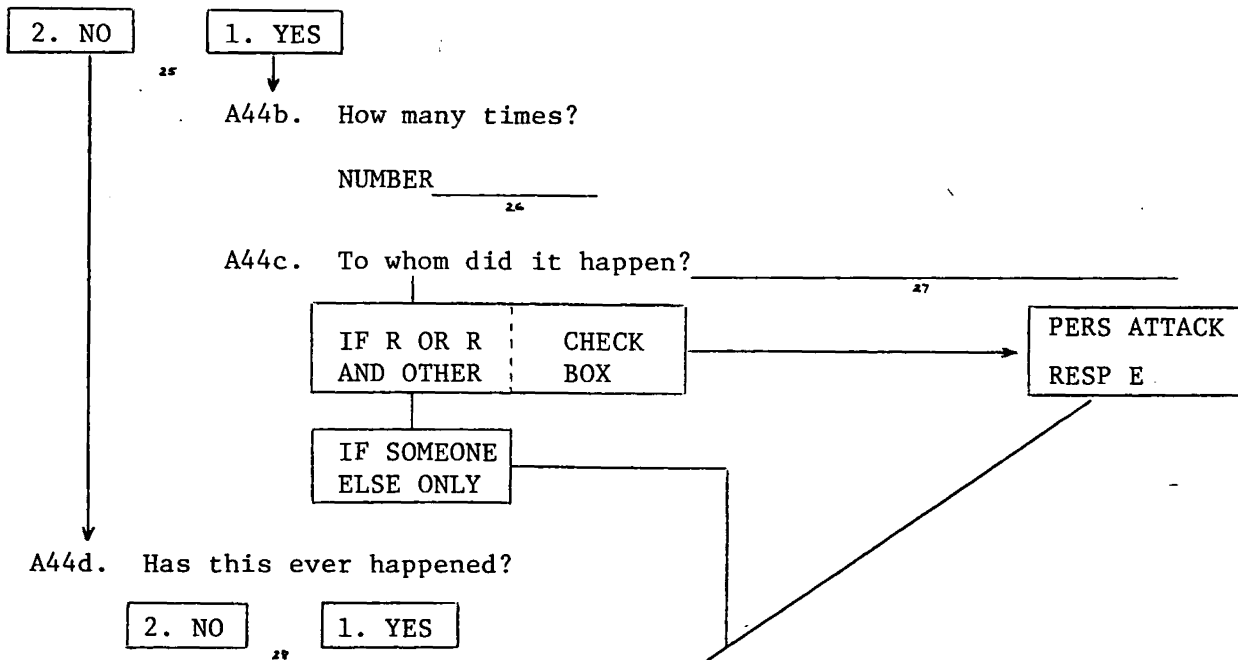 2. NO 1. YES
25
A44b. How many times?
NUMBER
26
A44c. To whom did it happen?
27
IF R OR R CHECK
AND OTHER BOX
PERS ATTACK
RESP E
IF SOMEONE
ELSE ONLY
A44d. Has this ever happened?
2. NO 1. YES